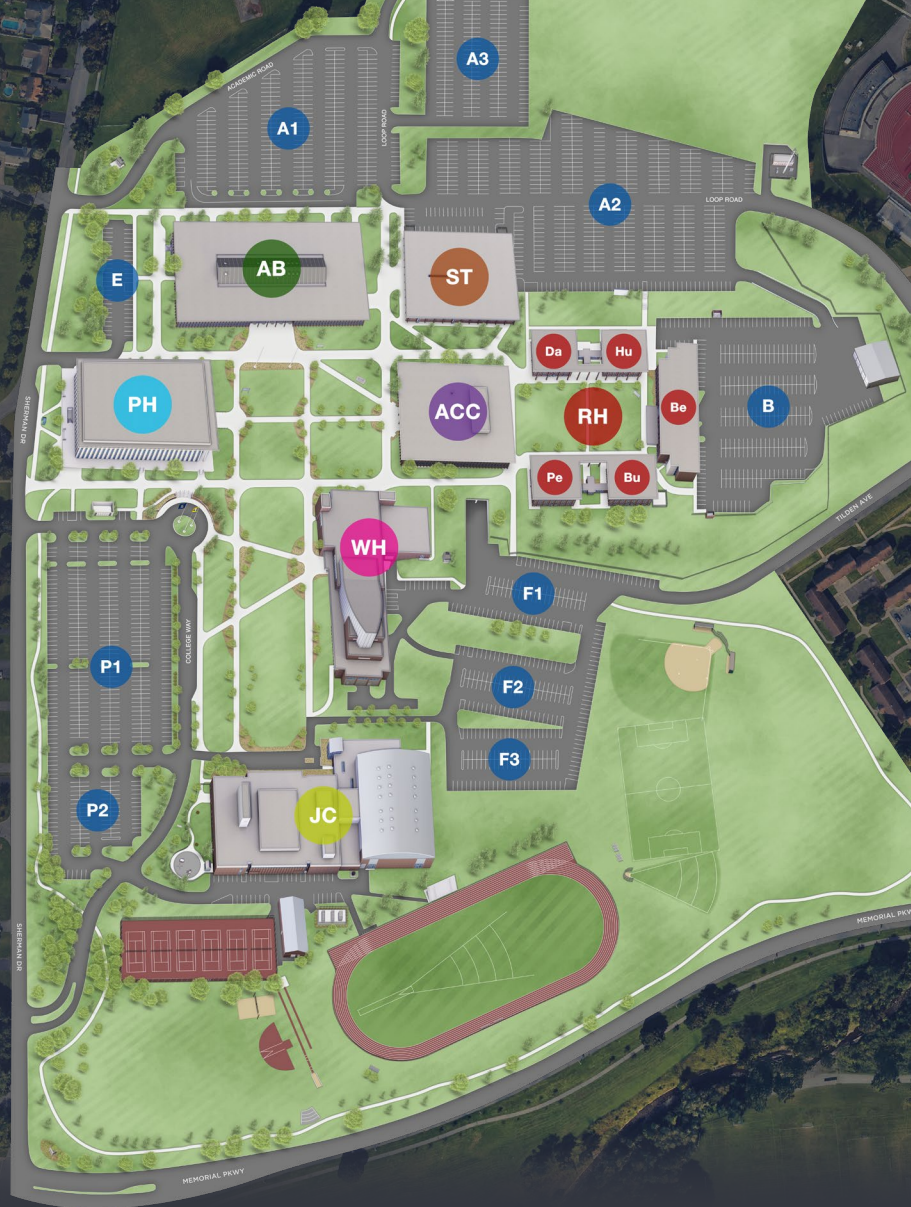 A3
ACADEMIC ROAD
A1
LOOP ROAD
A2
LOOP ROAD
AB
ST
E
Da
Hu
PH
ACC
RH
Be
B
SHERMAN DR
Pe
Bu
TILDEN AVE
WH
F1
COLLEGE WAY
P1
F2
F3
P2
JC
MEMORIAL PKWY
SHERMAN DR
MEMORIAL PKWY